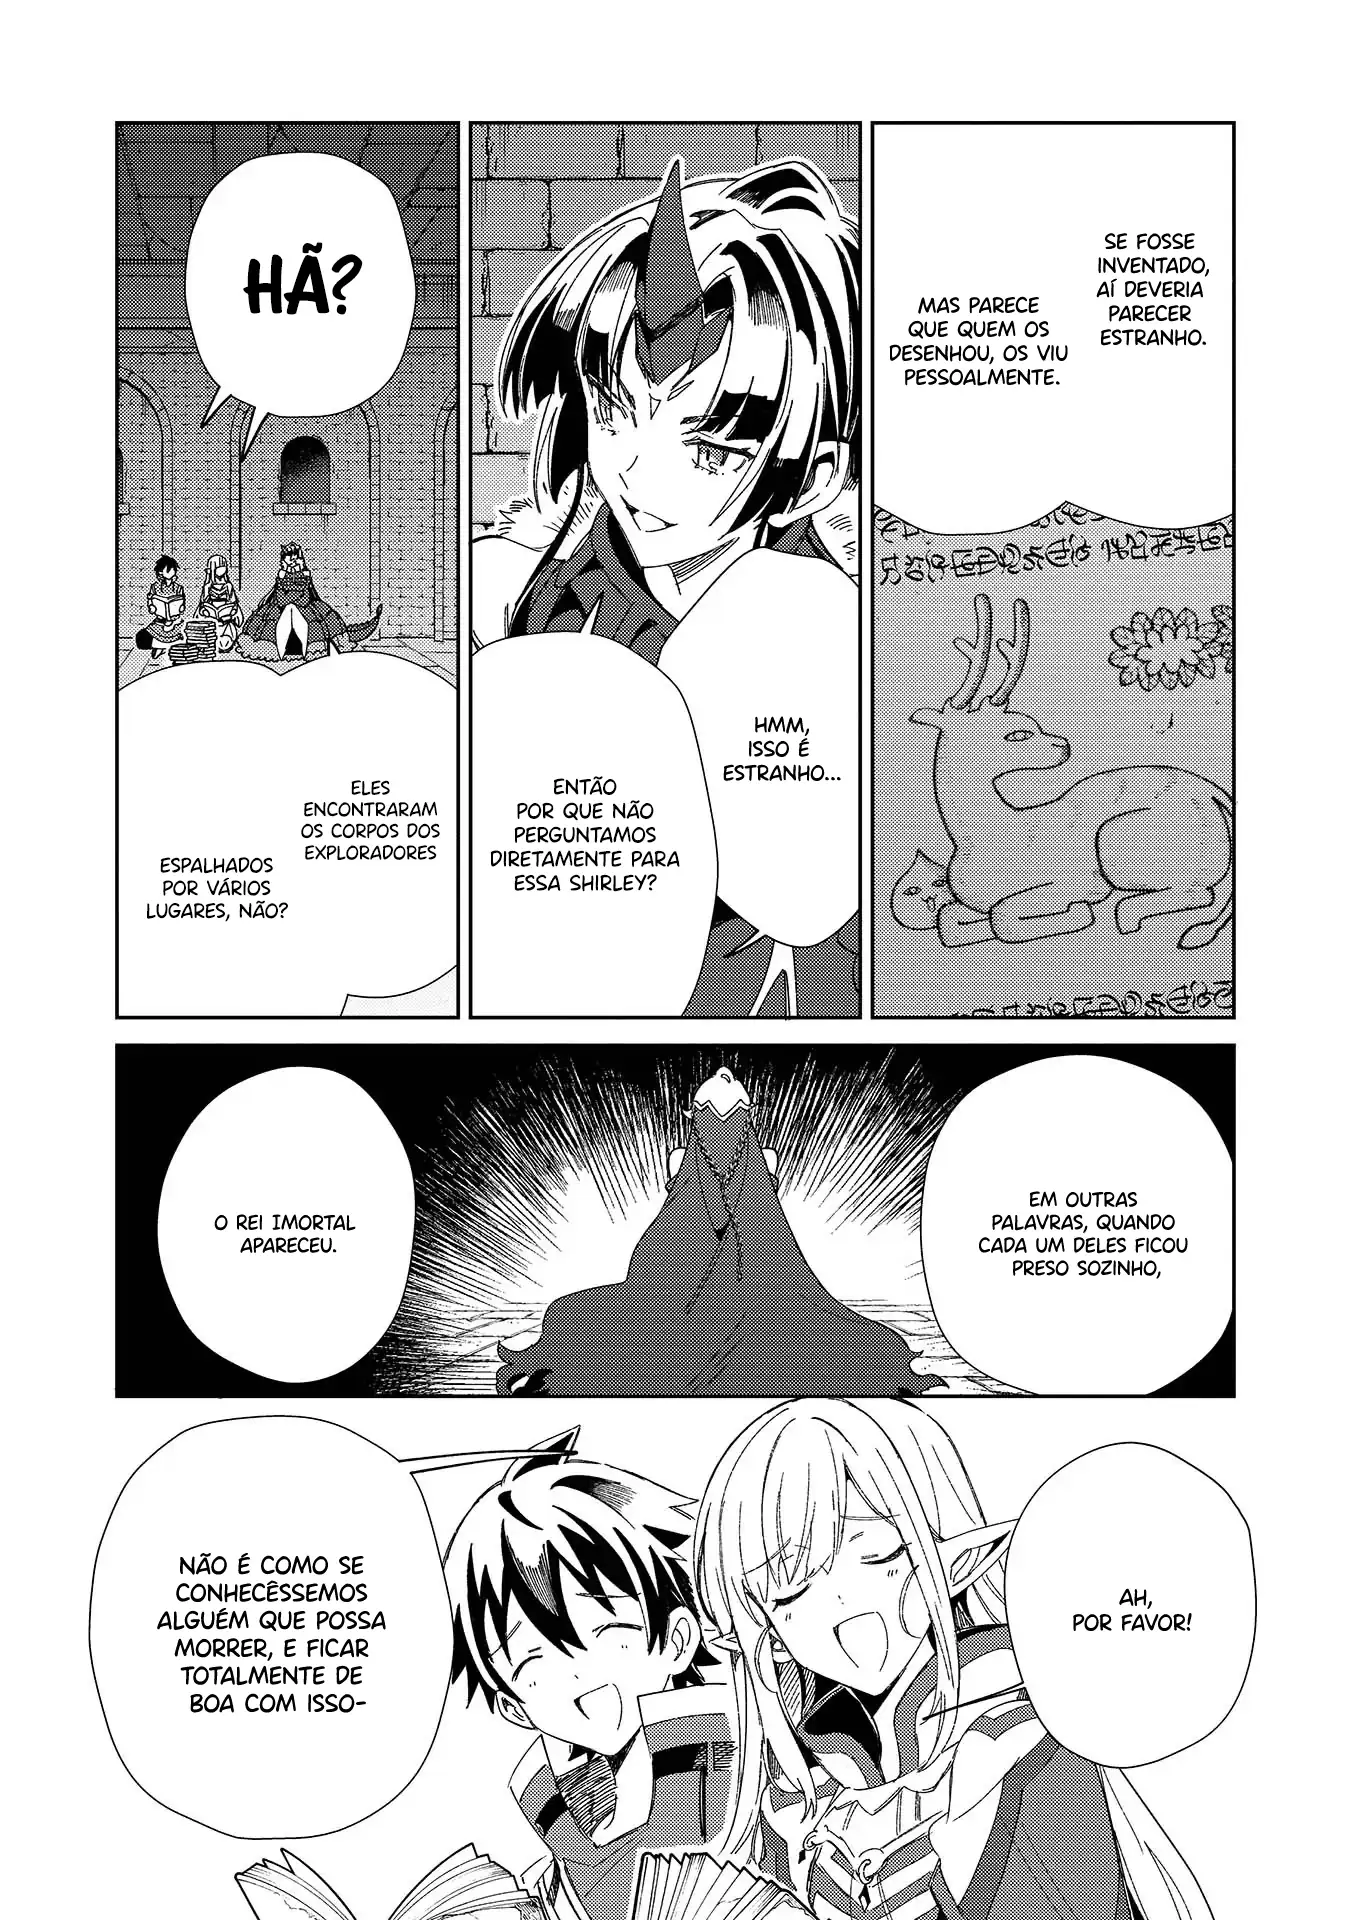 SE FOSSE
INVENTADO,
AÍ DEVERIA
PARECER
ESTRANHO.
MAS PARECE
QUE QUEM OS
DESENHOU, OS VIU
PESSOALMENTE.
HMM,
ISSO É
ESTRANHO...
ENTÃO
POR QUE NÃO
PERGUNTAMOS
DIRETAMENTE PARA
ESSA SHIRLEY?
HÃ?
ELES
ENCONTRARAM
OS CORPOS DOS
EXPLORADORES
ESPALHADOS
POR VÁRIOS
LUGARES, NÃO?
EM OUTRAS
PALAVRAS, QUANDO
CADA UM DELES FICOU
PRESO SOZINHO,
O REI IMORTAL
APARECEU.
AH,
POR FAVOR!
NÃO É COMO SE
CONHECÊSSEMOS
ALGUÉM QUE POSSA
MORRER, E FICAR
TOTALMENTE DE
BOA COM ISSO-